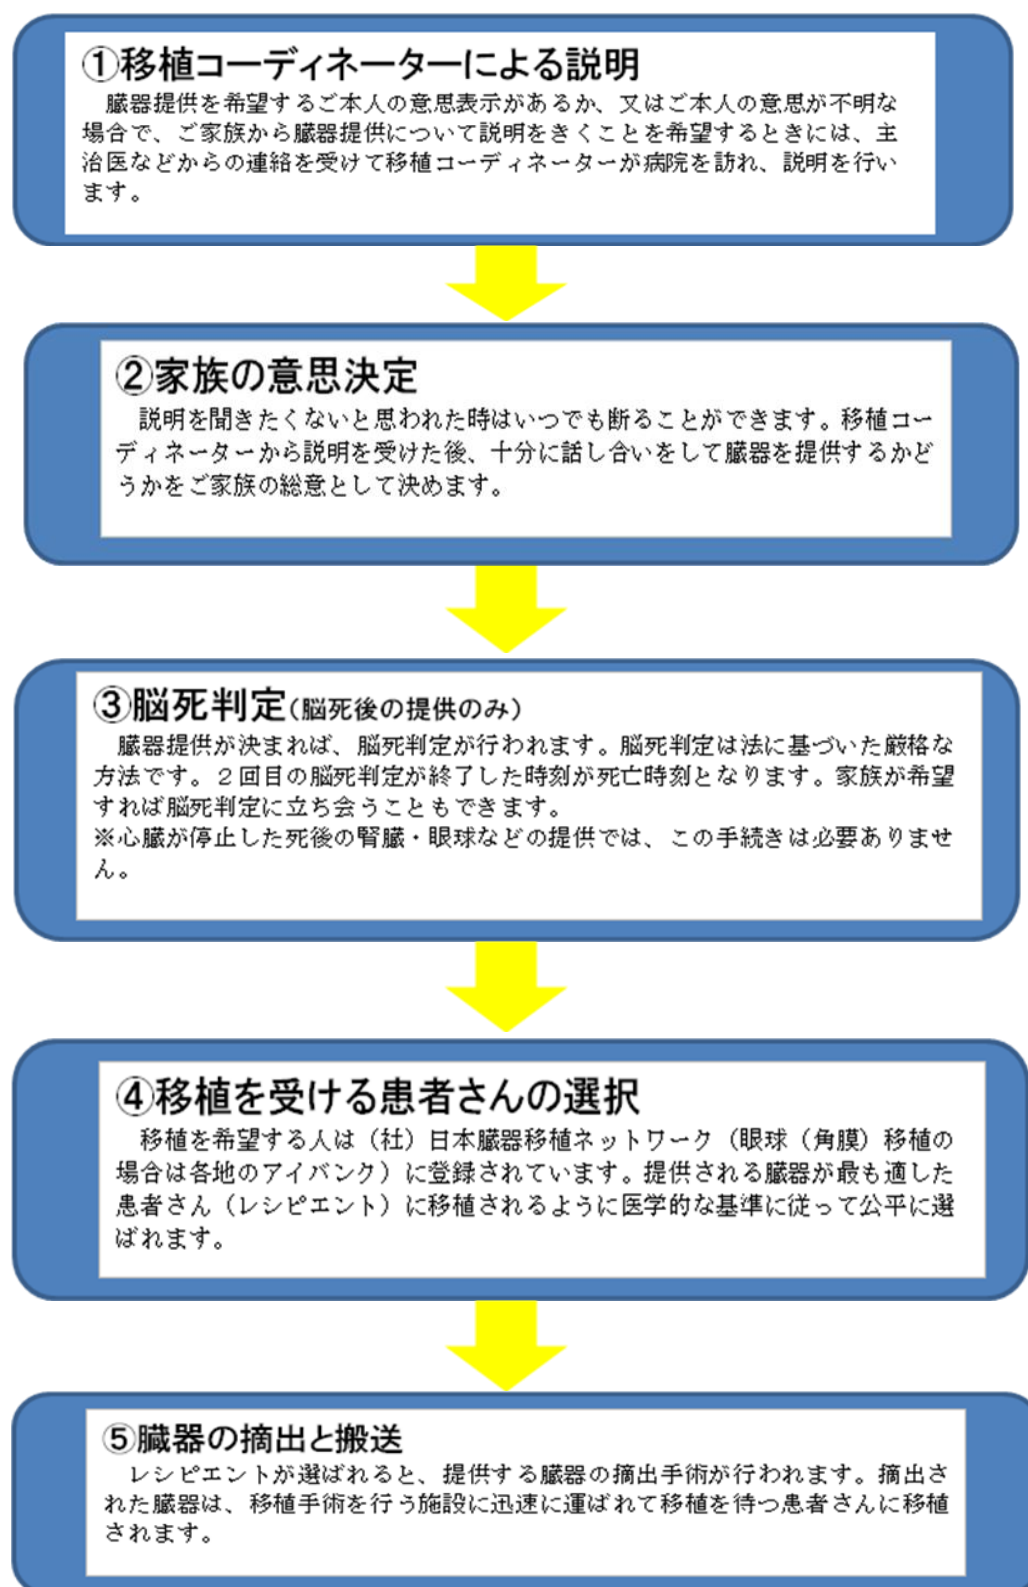 ①移植コーディネーターによる説明
臓器提供を希望するご本人の意思表示があるか、又はご本人の意思が不明な
場合で、ご家族から臓器提供について説明をきくことを希望するときには、主
治医などからの連絡を受けて移植コーディネーターが病院を訪れ、説明を行い
ます。
②家族の意思決定
説明を聞きたくないと思われた時はいつでも断ることができます。移植コー
ディネーターから説明を受けた後、十分に話し合いをして臓器を提供するかど
うかをご家族の総意として決めます。
③脳死判定(脳死後の提供のみ)
臓器提供が決まれば、脳死判定が行われます。脳死判定は法に基づいた厳格な
方法です。２回目の脳死判定が終了した時刻が死亡時刻となります。家族が希望
すれば脳死判定に立ち会うこともできます。
※心臓が停止した死後の腎臓・眼球などの提供では、この手続きは必要ありませ
ん。
④移植を受ける患者さんの選択
移植を希望する人は（社）日本臓器移植ネットワーク（眼球（角膜）移植の
場合は各地のアイバンク）に登録されています。提供される臓器が最も適した
患者さん（レシピエント）に移植されるように医学的な基準に従って公平に選
ばれます。
⑤臓器の摘出と搬送
レシピエントが選ばれると、提供する臓器の摘出手術が行われます。摘出さ
れた臓器は、移植手術を行う施設に迅速に運ばれて移植を待つ患者さんに移植
されます。